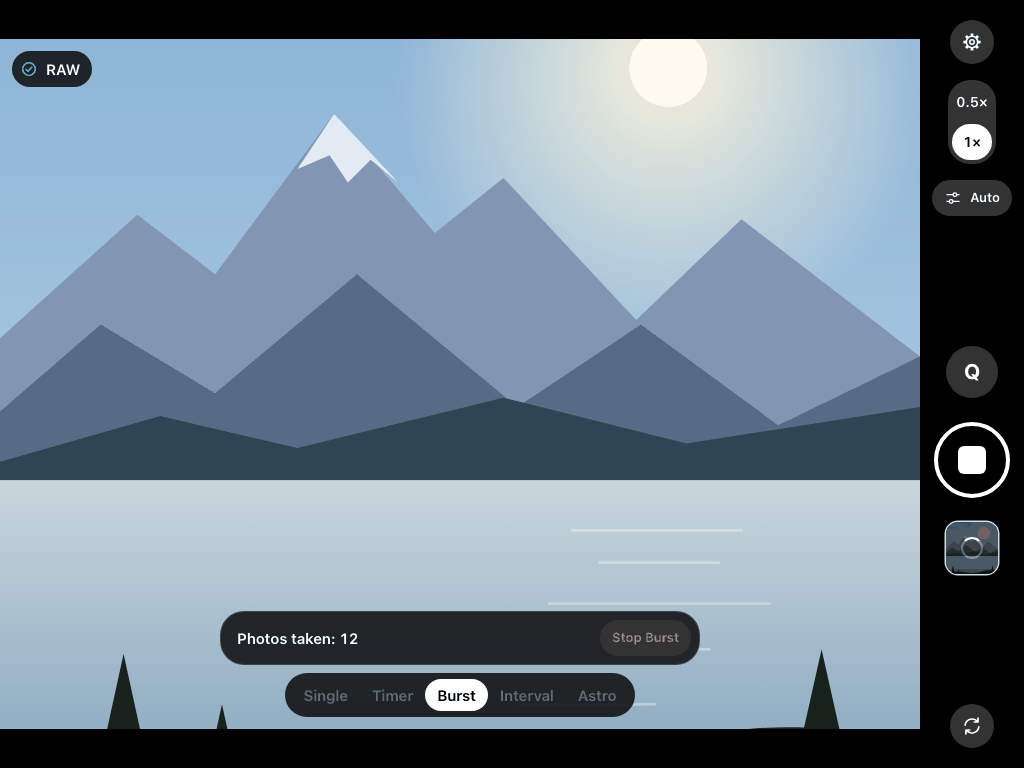 RAW
0.5×
1×
Auto
Q
Photos taken: 12
Stop Burst
Single
Timer
Burst
Interval
Astro